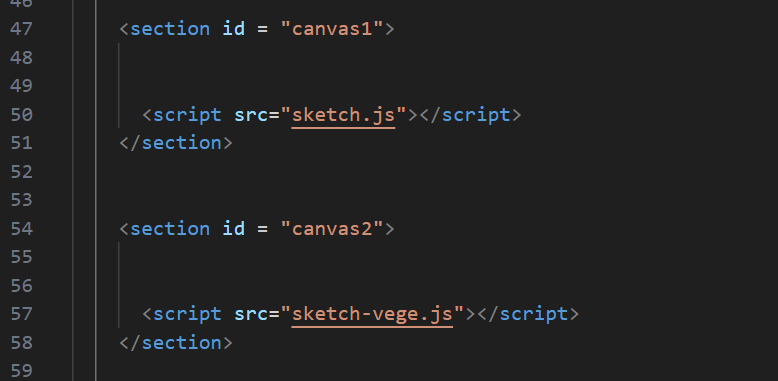 46
47 <section id = "canvas1">
48
49
50 <script src="sketch.js"></script>
51 </section>
52
53
54 <section id = "canvas2">
55
56
57 <script src="sketch-vege.js"></script>
58 </section>
59